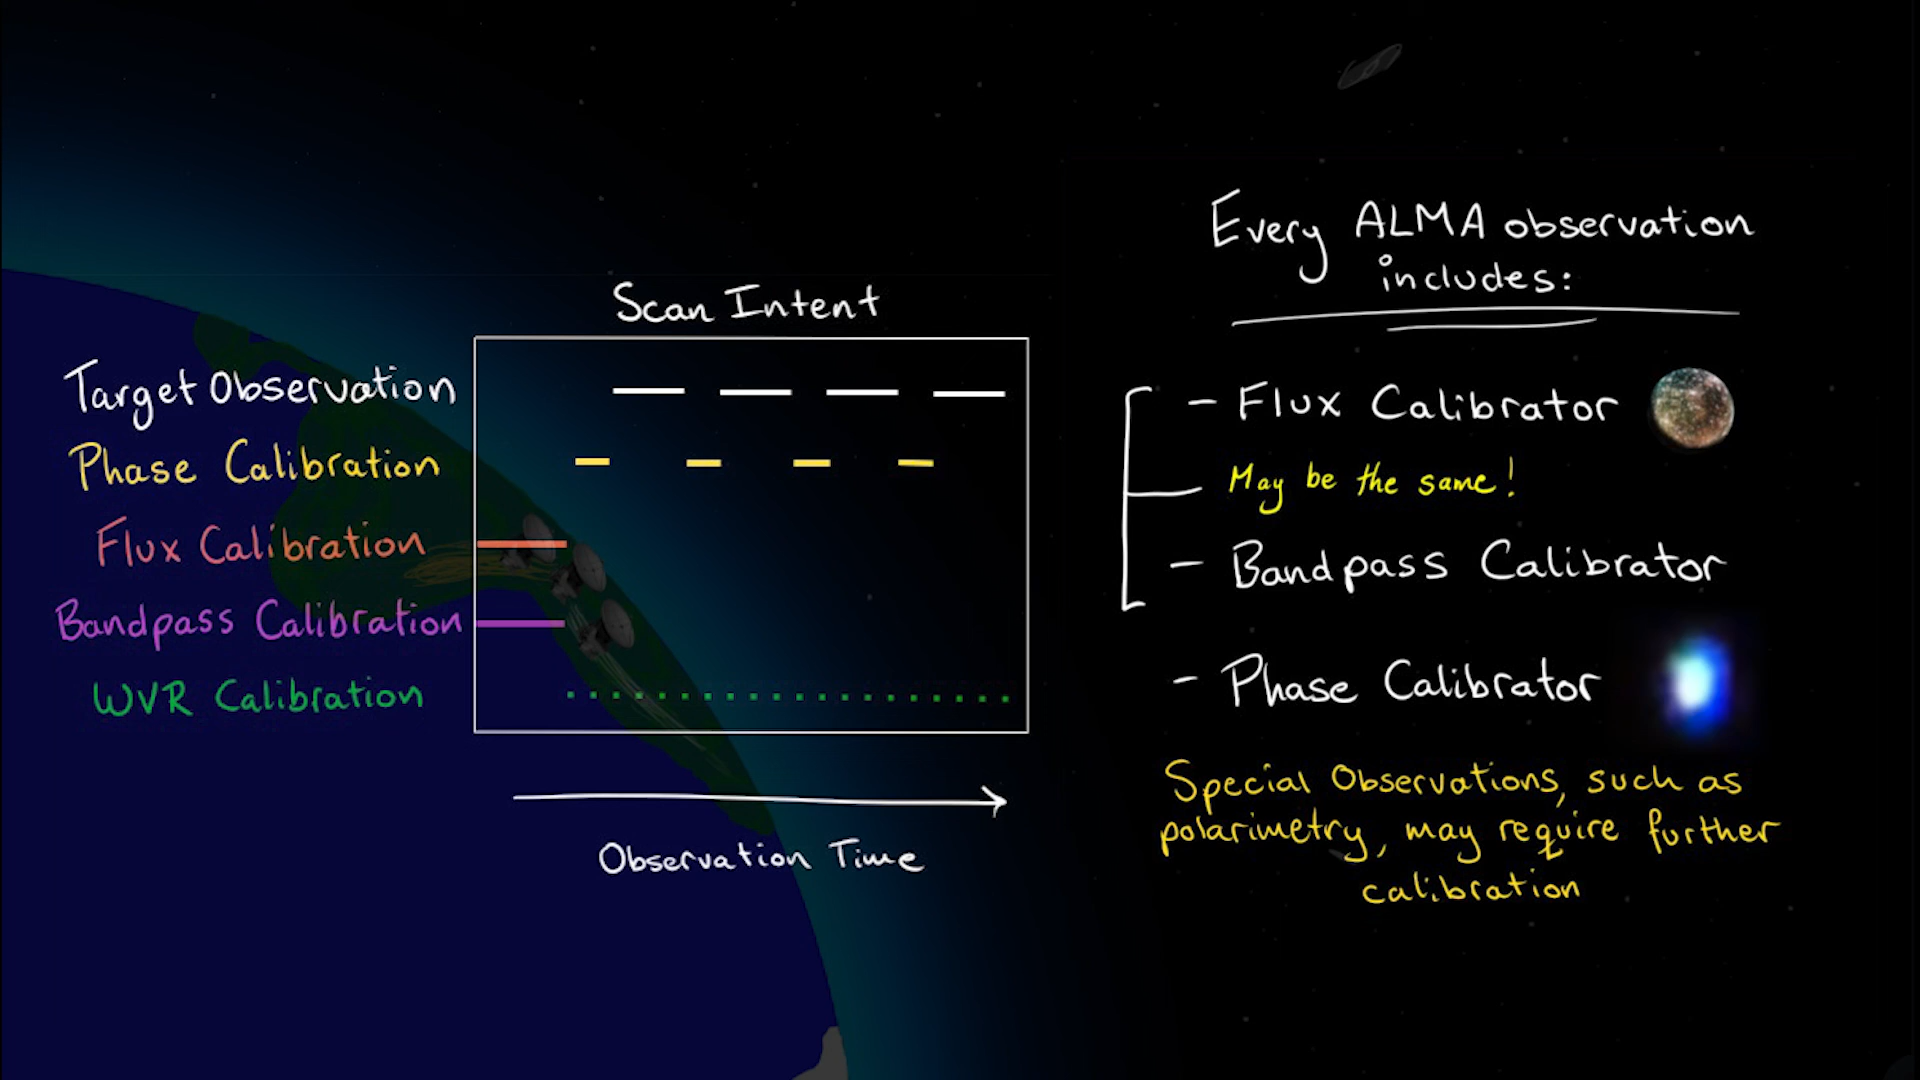 Scan Intent
Target Observation
Phase Calibration
Flux Calibration
Bandpass Calibration
WVR Calibration
Observation Time
Every ALMA observation
includes:
- Flux Calibrator
May be the same!
- Bandpass Calibrator
- Phase Calibrator
Special Observations, such as
polarimetry, may require further
calibration